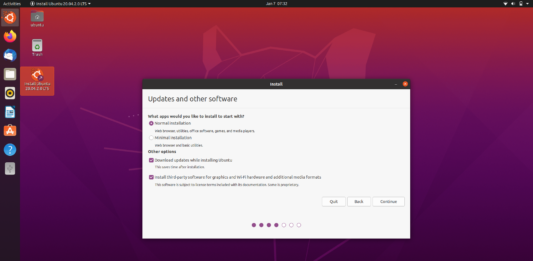 Activities
Install Ubuntu 20.04.2.0 LTS
Jan 7 07:32
ubuntu
Trash
Install Ubuntu
20.04.2.0 LTS
Install
Updates and other software
What apps would you like to install to start with?
Normal installation
Web browser, utilities, office software, games, and media players.
Minimal installation
Web browser and basic utilities.
Other options
Download updates while installing Ubuntu
This saves time after installation.
Install third-party software for graphics and Wi-Fi hardware and additional media formats
This software is subject to license terms included with its documentation. Some is proprietary.
Quit
Back
Continue